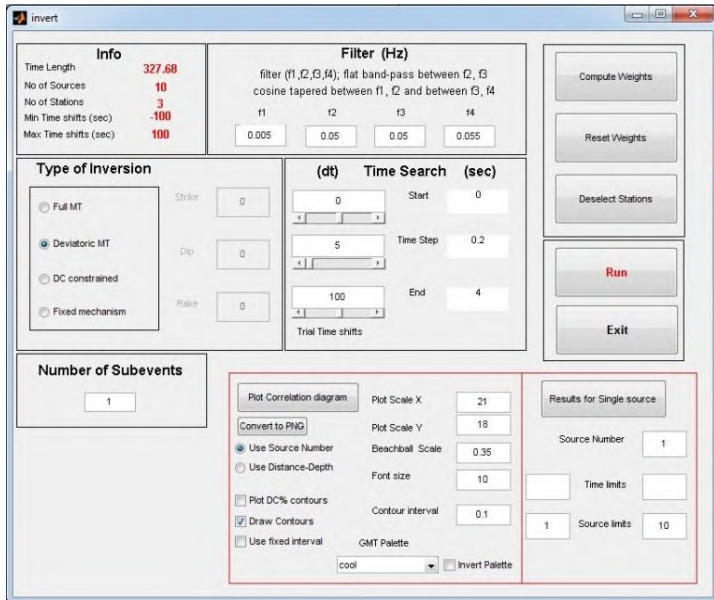 invert
Info
Time Length 327.68
No of Sources 10
No of Stations 3
Min Time shifts (sec) -100
Max Time shifts (sec) 100
Filter (Hz)
filter (f1,f2,f3,f4); flat band-pass between f2, f3
cosine tapered between f1, f2 and between f3, f4
f1 f2 f3 f4
0.005 0.05 0.05 0.055
Compute Weights
Reset Weights
Deselect Stations
Type of Inversion
Full MT
Deviatoric MT
DC constrained
Fixed mechanism
Strike 0
Dip 0
Rake 0
(dt) Time Search (sec)
0 Start 0
5 Time Step 0.2
100 End 4
Trial Time shifts
Run
Exit
Number of Subevents
1
Plot Correlation diagram
Convert to PNG
Use Source Number
Use Distance-Depth
Plot DC% contours
Draw Contours
Use fixed interval
Plot Scale X 21
Plot Scale Y 18
Beachball Scale 0.35
Font size 10
Contour interval 0.1
GMT Palette
cool
Invert Palette
Results for Single source
Source Number 1
Time limits
1 Source limits 10